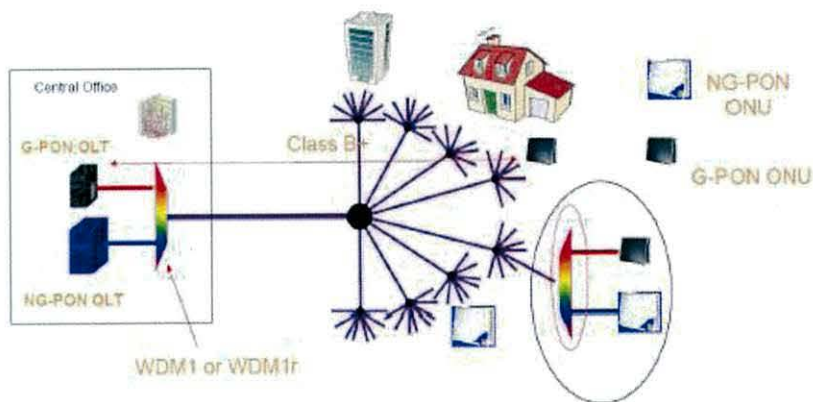 Central Office
G-PON OLT
NG-PON OLT
WDM1 or WDM1r
Class B+
NG-PON
ONU
G-PON ONU